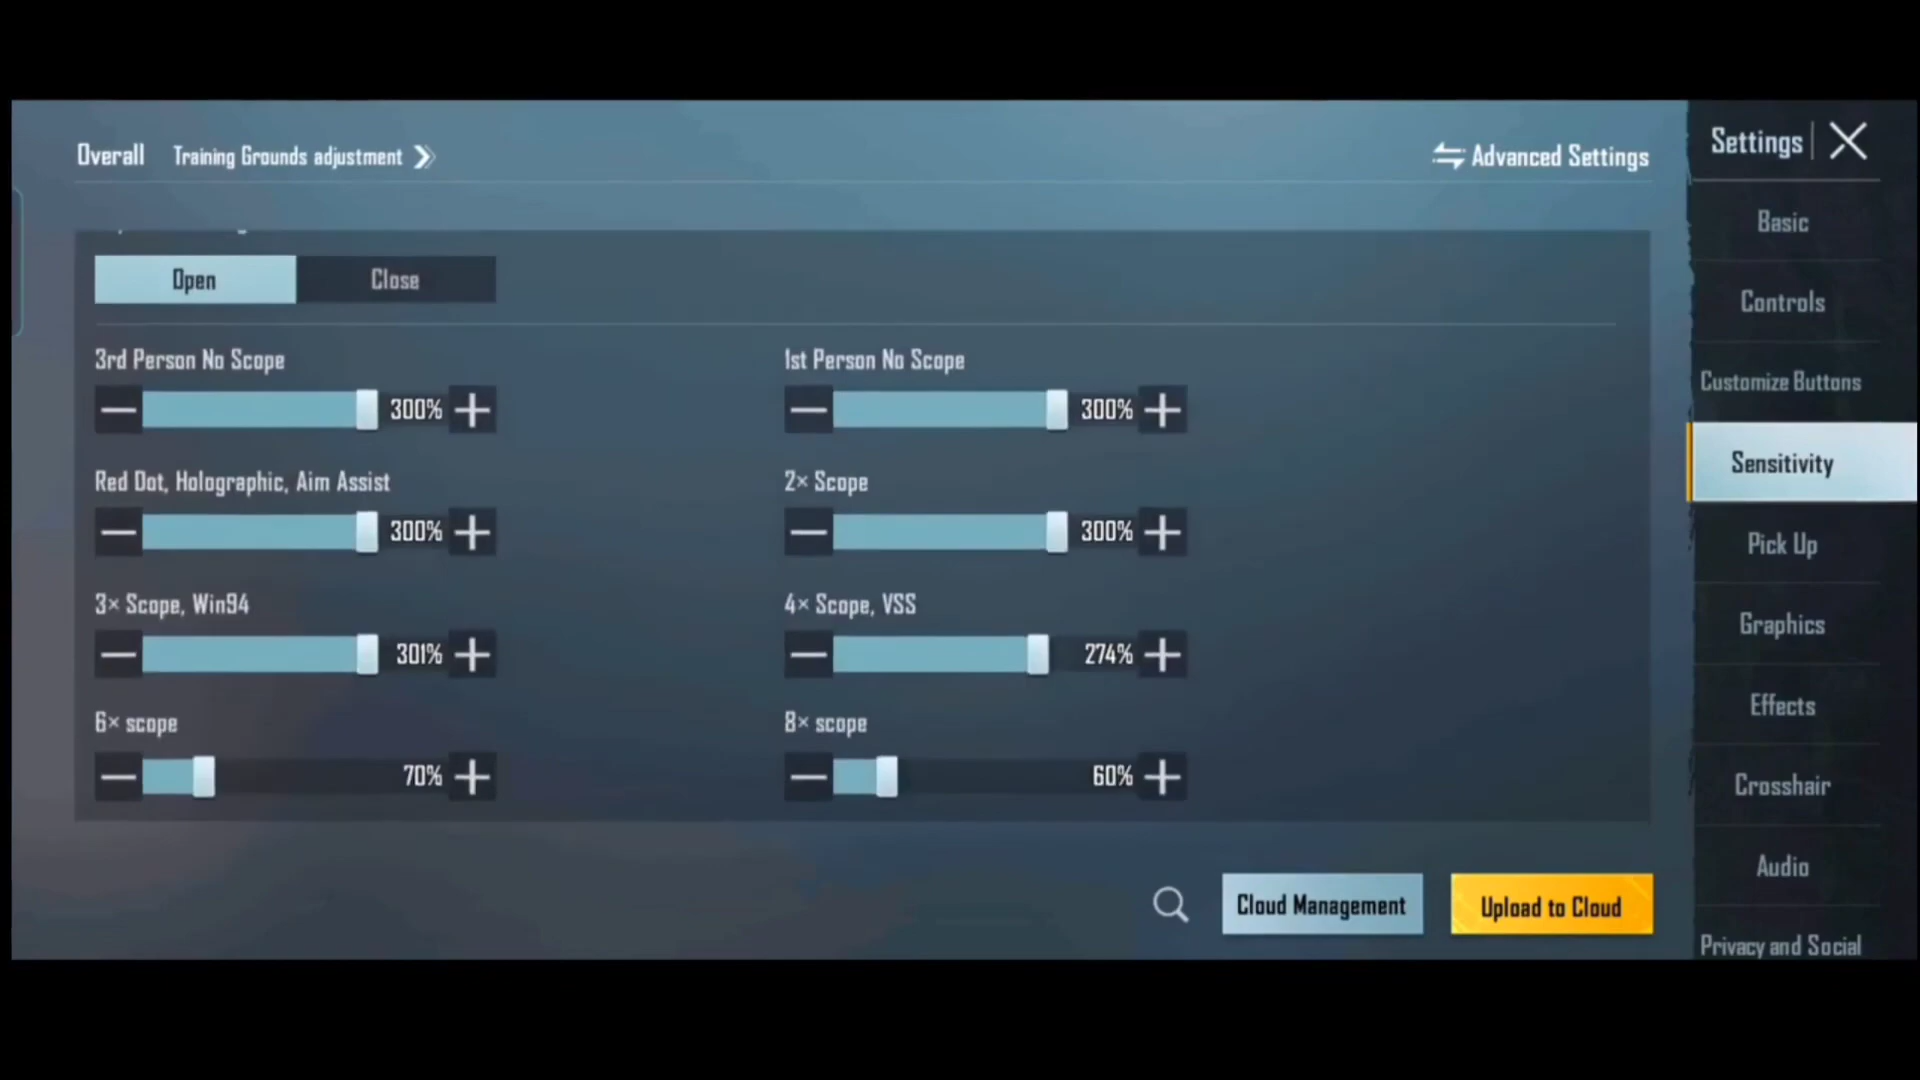 Overall Training Grounds adjustment
Advanced Settings
Settings
Open Close
3rd Person No Scope
300%
1st Person No Scope
300%
Red Dot, Holographic, Aim Assist
300%
2× Scope
300%
3× Scope, Win94
301%
4× Scope, VSS
274%
6× scope
70%
8× scope
60%
Cloud Management
Upload to Cloud
Basic
Controls
Customize Buttons
Sensitivity
Pick Up
Graphics
Effects
Crosshair
Audio
Privacy and Social